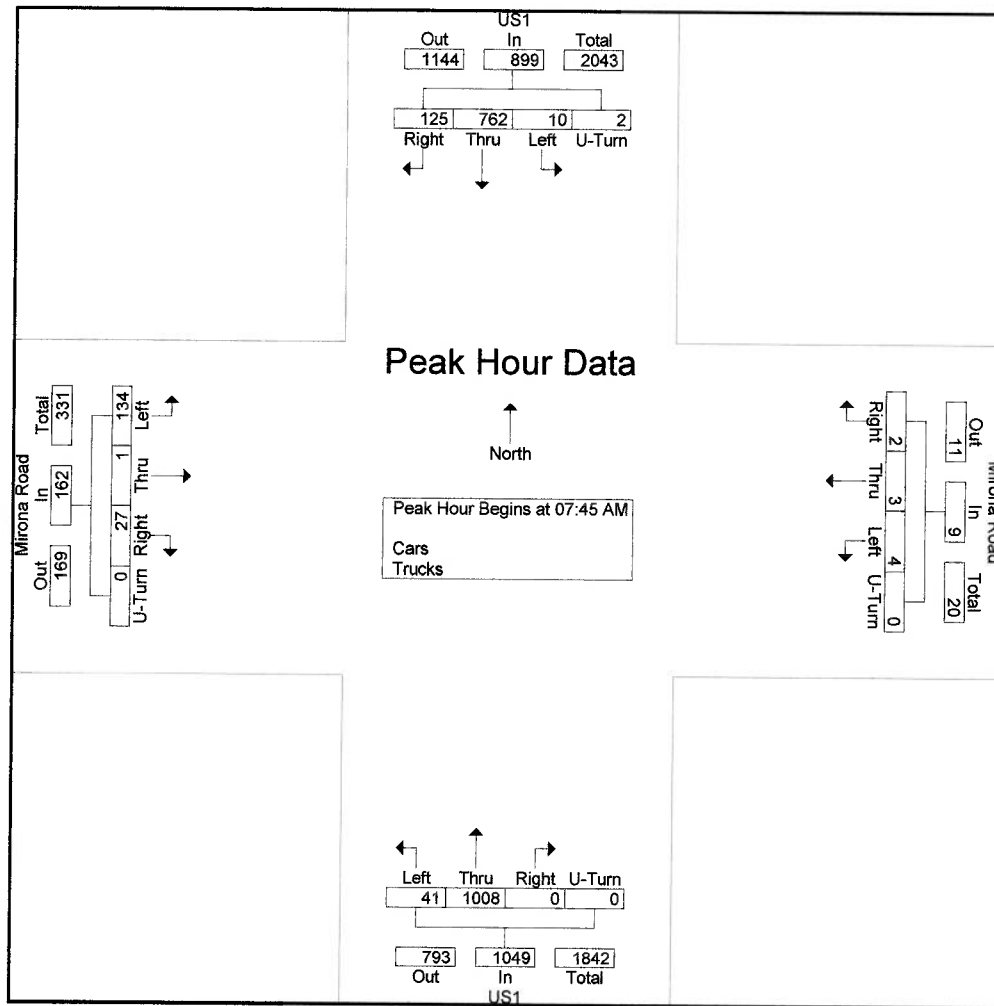 US1
Out In Total
1144 899 2043
125 762 10 2
Right Thru Left U-Turn
Peak Hour Data
North
Peak Hour Begins at 07:45 AM
Cars
Trucks
Mirona Road
Total In Out
331 162 169
134 1 27 0
Left Thru Right U-Turn
Right Thru Left U-Turn
2 3 4 0
Out In Total
11 9 20
Mirona Road
Left Thru Right U-Turn
41 1008 0 0
793 1049 1842
Out In Total
US1